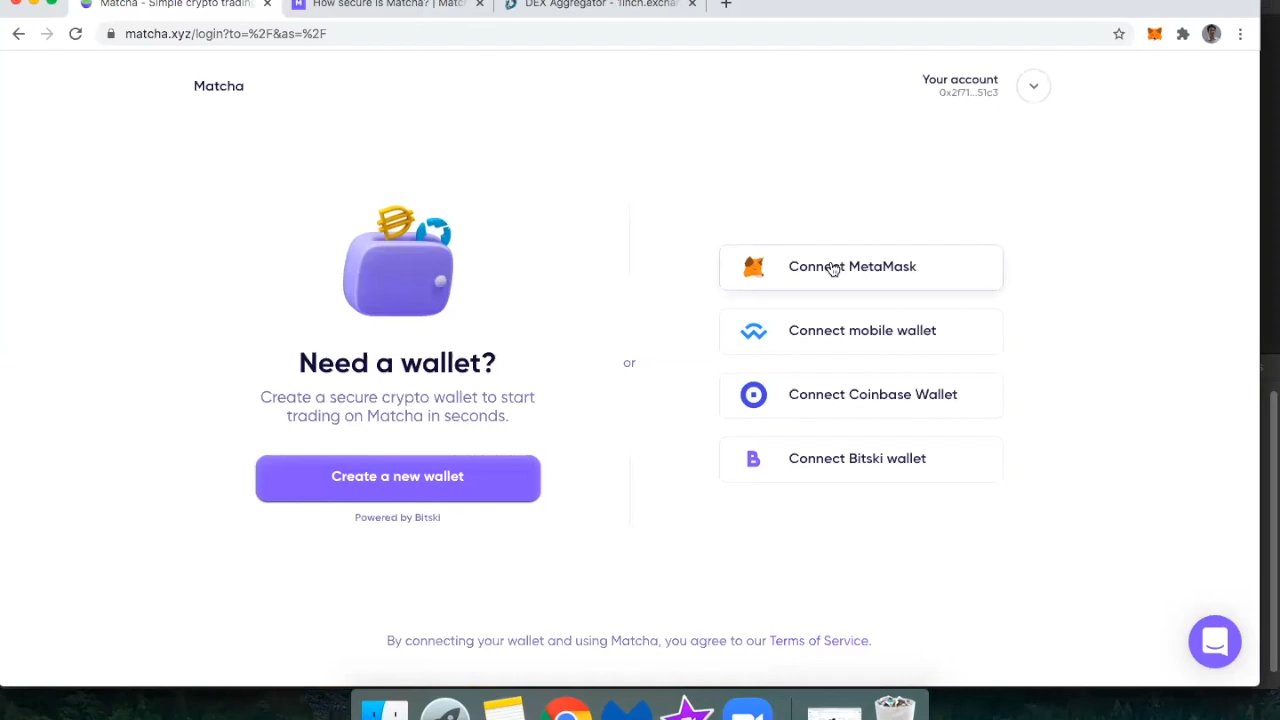 Matcha - Simple crypto trading
How secure is Matcha? | Match
DEX Aggregator - 1inch.exchan
matcha.xyz/login?to=%2F&as=%2F
Matcha
Your account
0x2f71...51c3
Need a wallet?
Create a secure crypto wallet to start
trading on Matcha in seconds.
Create a new wallet
Powered by Bitski
or
Connect MetaMask
Connect mobile wallet
Connect Coinbase Wallet
Connect Bitski wallet
By connecting your wallet and using Matcha, you agree to our Terms of Service.